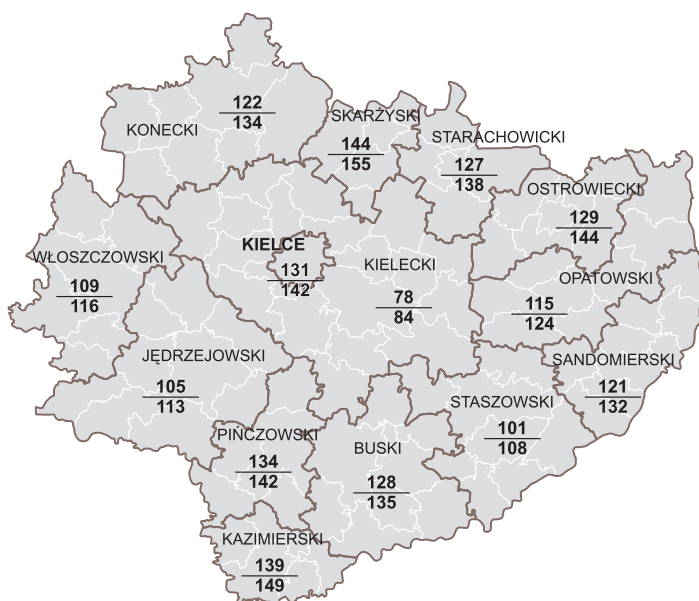 KONECKI
122
134
SKARŻYSKI
144
155
STARACHOWICKI
127
138
OSTROWIECKI
129
144
WŁOSZCZOWSKI
109
116
KIELCE
131
142
KIELECKI
78
84
OPATOWSKI
115
124
JĘDRZEJOWSKI
105
113
SANDOMIERSKI
121
132
STASZOWSKI
101
108
PIŃCZOWSKI
134
142
BUSKI
128
135
KAZIMIERSKI
139
149